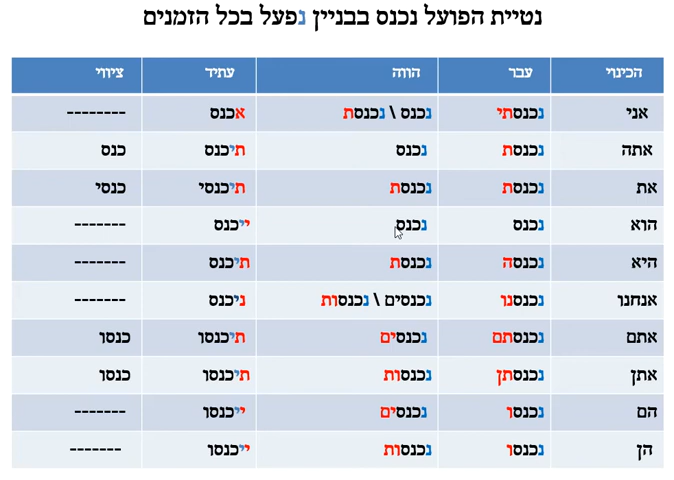 נטיית הפועל נכנס בבניין נפעל בכל הזמנים
הכינוי עבר הווה עתיד ציווי
אני נכנסתי נכנס \ נכנסת אכנס --------
אתה נכנסת נכנס תיכנס כנס
את נכנסת נכנסת תיכנסי כנסי
הוא נכנס נכנס ייכנס -------
היא נכנסה נכנסת תיכנס -------
אנחנו נכנסנו נכנסים \ נכנסות ניכנס -------
אתם נכנסתם נכנסים תיכנסו כנסו
אתן נכנסתן נכנסות תיכנסו כנסו
הם נכנסו נכנסים ייכנסו -------
הן נכנסו נכנסות ייכנסו -------